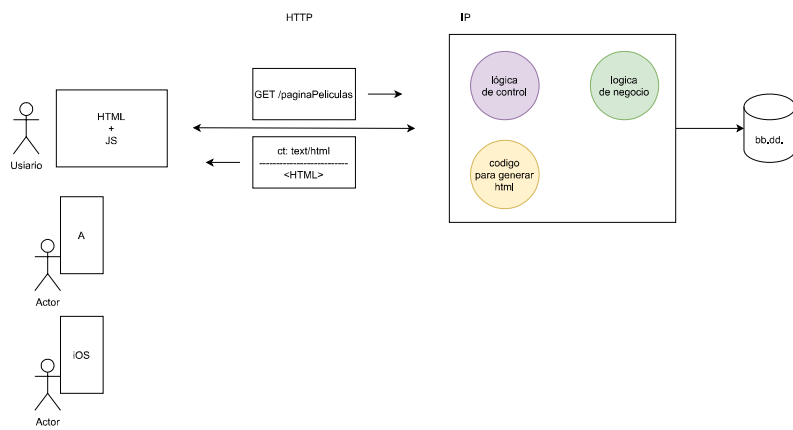 HTTP
IP
GET /paginaPeliculas
lógica
de control
logica
de negocio
HTML
+
JS
ct: text/html
--------------------
<HTML>
bb.dd.
Usiario
codigo
para generar
html
A
Actor
iOS
Actor